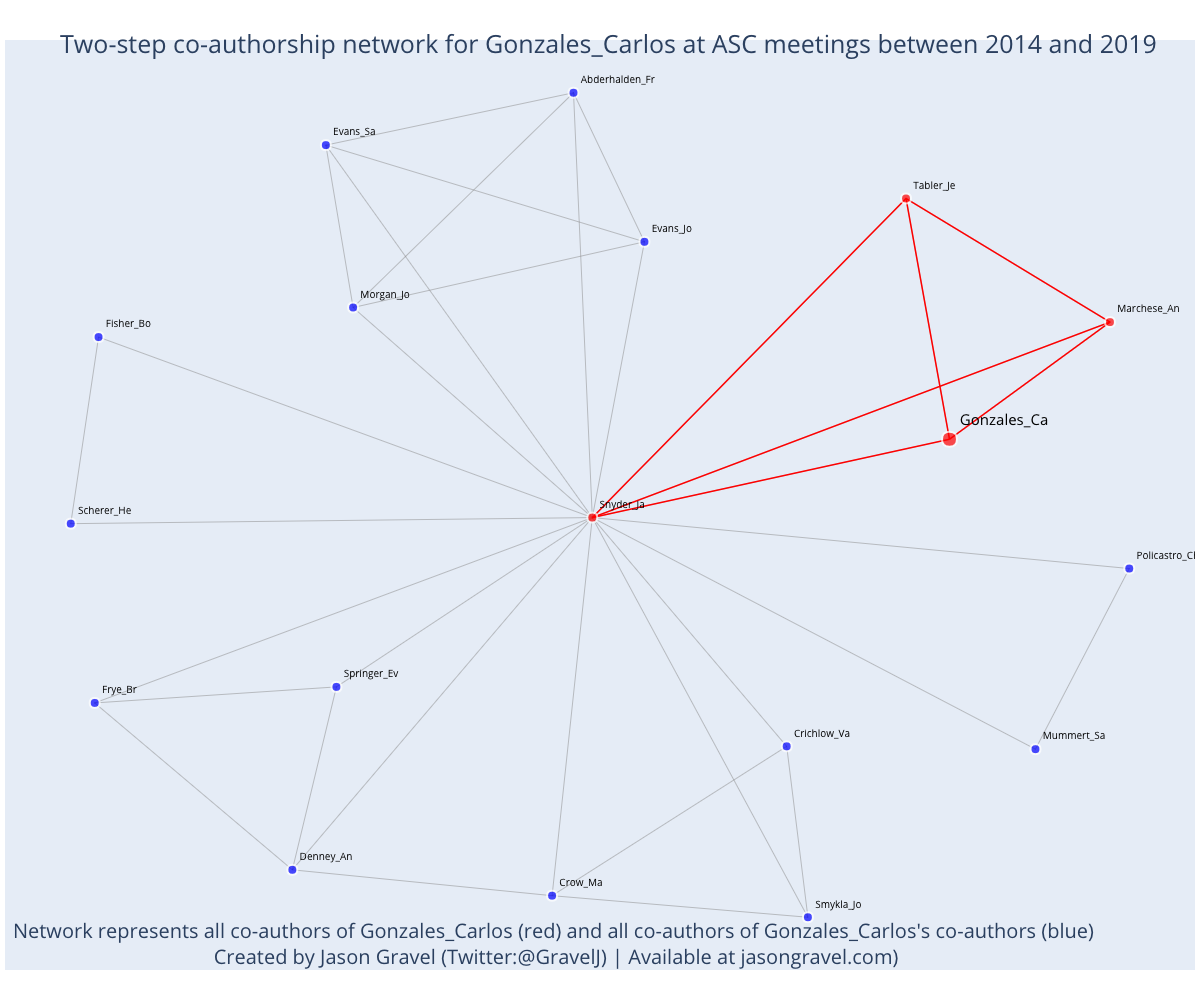 Two-step co-authorship network for Gonzales_Carlos at ASC meetings between 2014 and 2019
Abderhalden_Fr
Evans_Sa
Tabler_Je
Evans_Jo
Morgan_Jo
Marchese_An
Fisher_Bo
Gonzales_Ca
Snyder_Ja
Scherer_He
Policastro_Cl
Springer_Ev
Frye_Br
Crichlow_Va
Mummert_Sa
Denney_An
Crow_Ma
Smykla_Jo
Network represents all co-authors of Gonzales_Carlos (red) and all co-authors of Gonzales_Carlos's co-authors (blue)
Created by Jason Gravel (Twitter:@GravelJ) | Available at jasongravel.com)